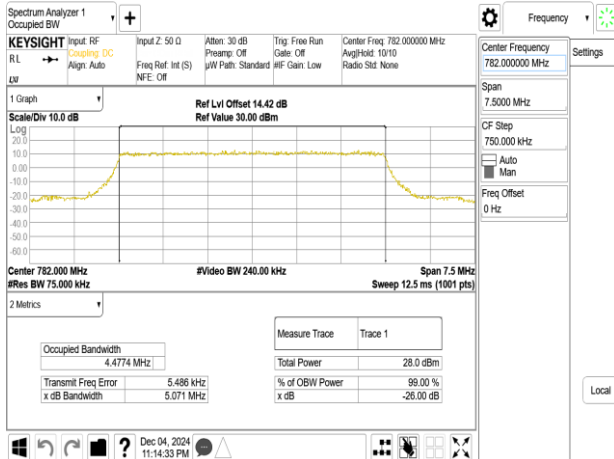 Spectrum Analyzer 1
Occupied BW
+
Frequency
KEYSIGHT
RL
Input: RF
Coupling: DC
Align: Auto
Input Z: 50 Ω
Freq Ref: Int (S)
NFE: Off
Atten: 30 dB
Preamp: Off
µW Path: Standard
Trig: Free Run
Gate: Off
#IF Gain: Low
Center Freq: 782.000000 MHz
Avg|Hold: 10/10
Radio Std: None
Center Frequency
782.000000 MHz
Settings
Span
7.5000 MHz
CF Step
750.000 kHz
Auto
Man
Freq Offset
0 Hz
Local
1 Graph
Scale/Div 10.0 dB
Ref Lvl Offset 14.42 dB
Ref Value 30.00 dBm
Log
20.0
10.0
0.00
-10.0
-20.0
-30.0
-40.0
-50.0
-60.0
Center 782.000 MHz
#Video BW 240.00 kHz
Span 7.5 MHz
#Res BW 75.000 kHz
Sweep 12.5 ms (1001 pts)
2 Metrics
Measure Trace Trace 1
Occupied Bandwidth
4.4774 MHz
Total Power 28.0 dBm
Transmit Freq Error 5.486 kHz
% of OBW Power 99.00 %
x dB Bandwidth 5.071 MHz
x dB -26.00 dB
?
Dec 04, 2024
11:14:33 PM